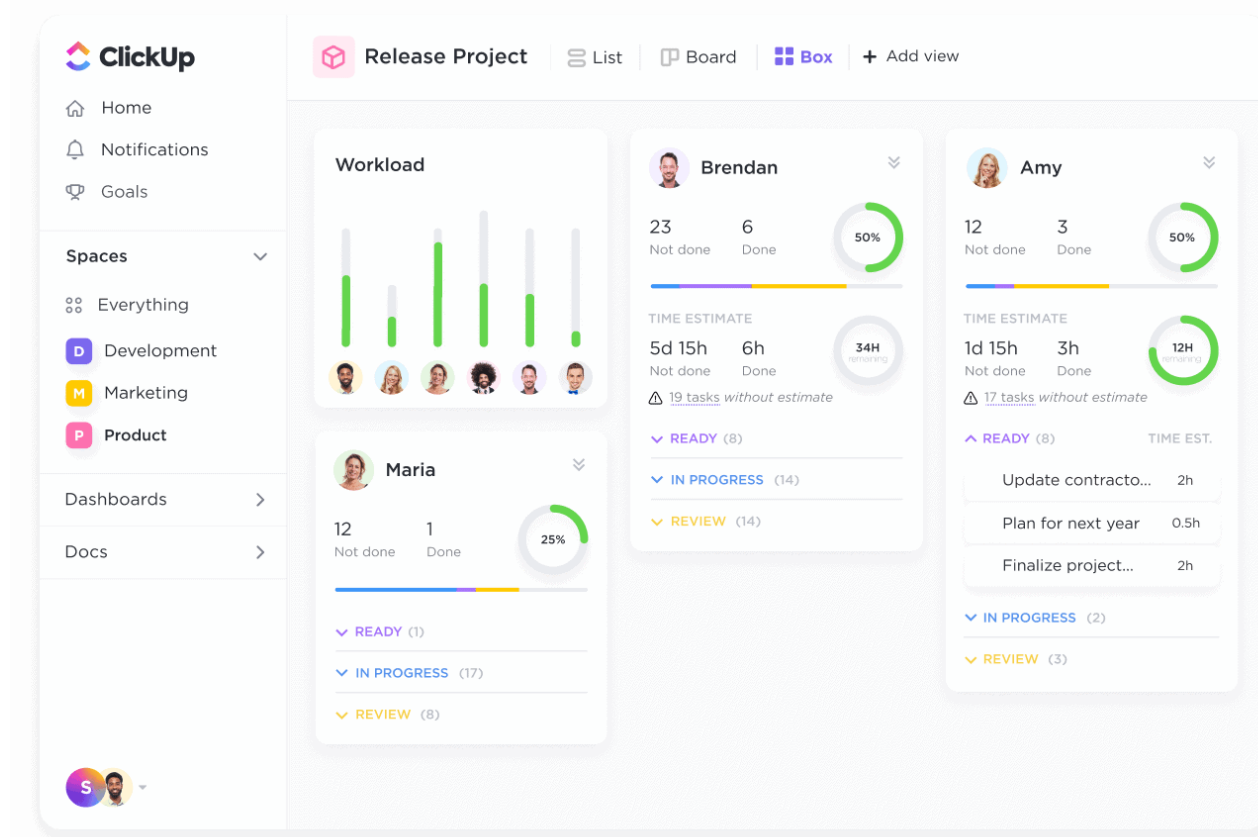 ClickUp
Home
Notifications
Goals
Spaces
Everything
D Development
M Marketing
P Product
Dashboards
Docs
S
Release Project
List
Board
Box
+ Add view
Workload
Maria
12 1
Not done Done
25%
READY (1)
IN PROGRESS (17)
REVIEW (8)
Brendan
23 6
Not done Done
50%
TIME ESTIMATE
5d 15h 6h
Not done Done
34H
remaining
19 tasks without estimate
READY (8)
IN PROGRESS (14)
REVIEW (14)
Amy
12 3
Not done Done
50%
TIME ESTIMATE
1d 15h 3h
Not done Done
12H
remaining
17 tasks without estimate
READY (8) TIME EST.
Update contracto... 2h
Plan for next year 0.5h
Finalize project... 2h
IN PROGRESS (2)
REVIEW (3)